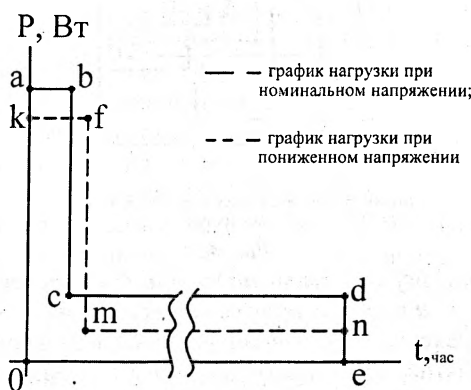 P, Вт
a b
k f
— — график нагрузки при
номинальном напряжении;
--- — график нагрузки при
пониженном напряжении
c d
m n
0 e t,час